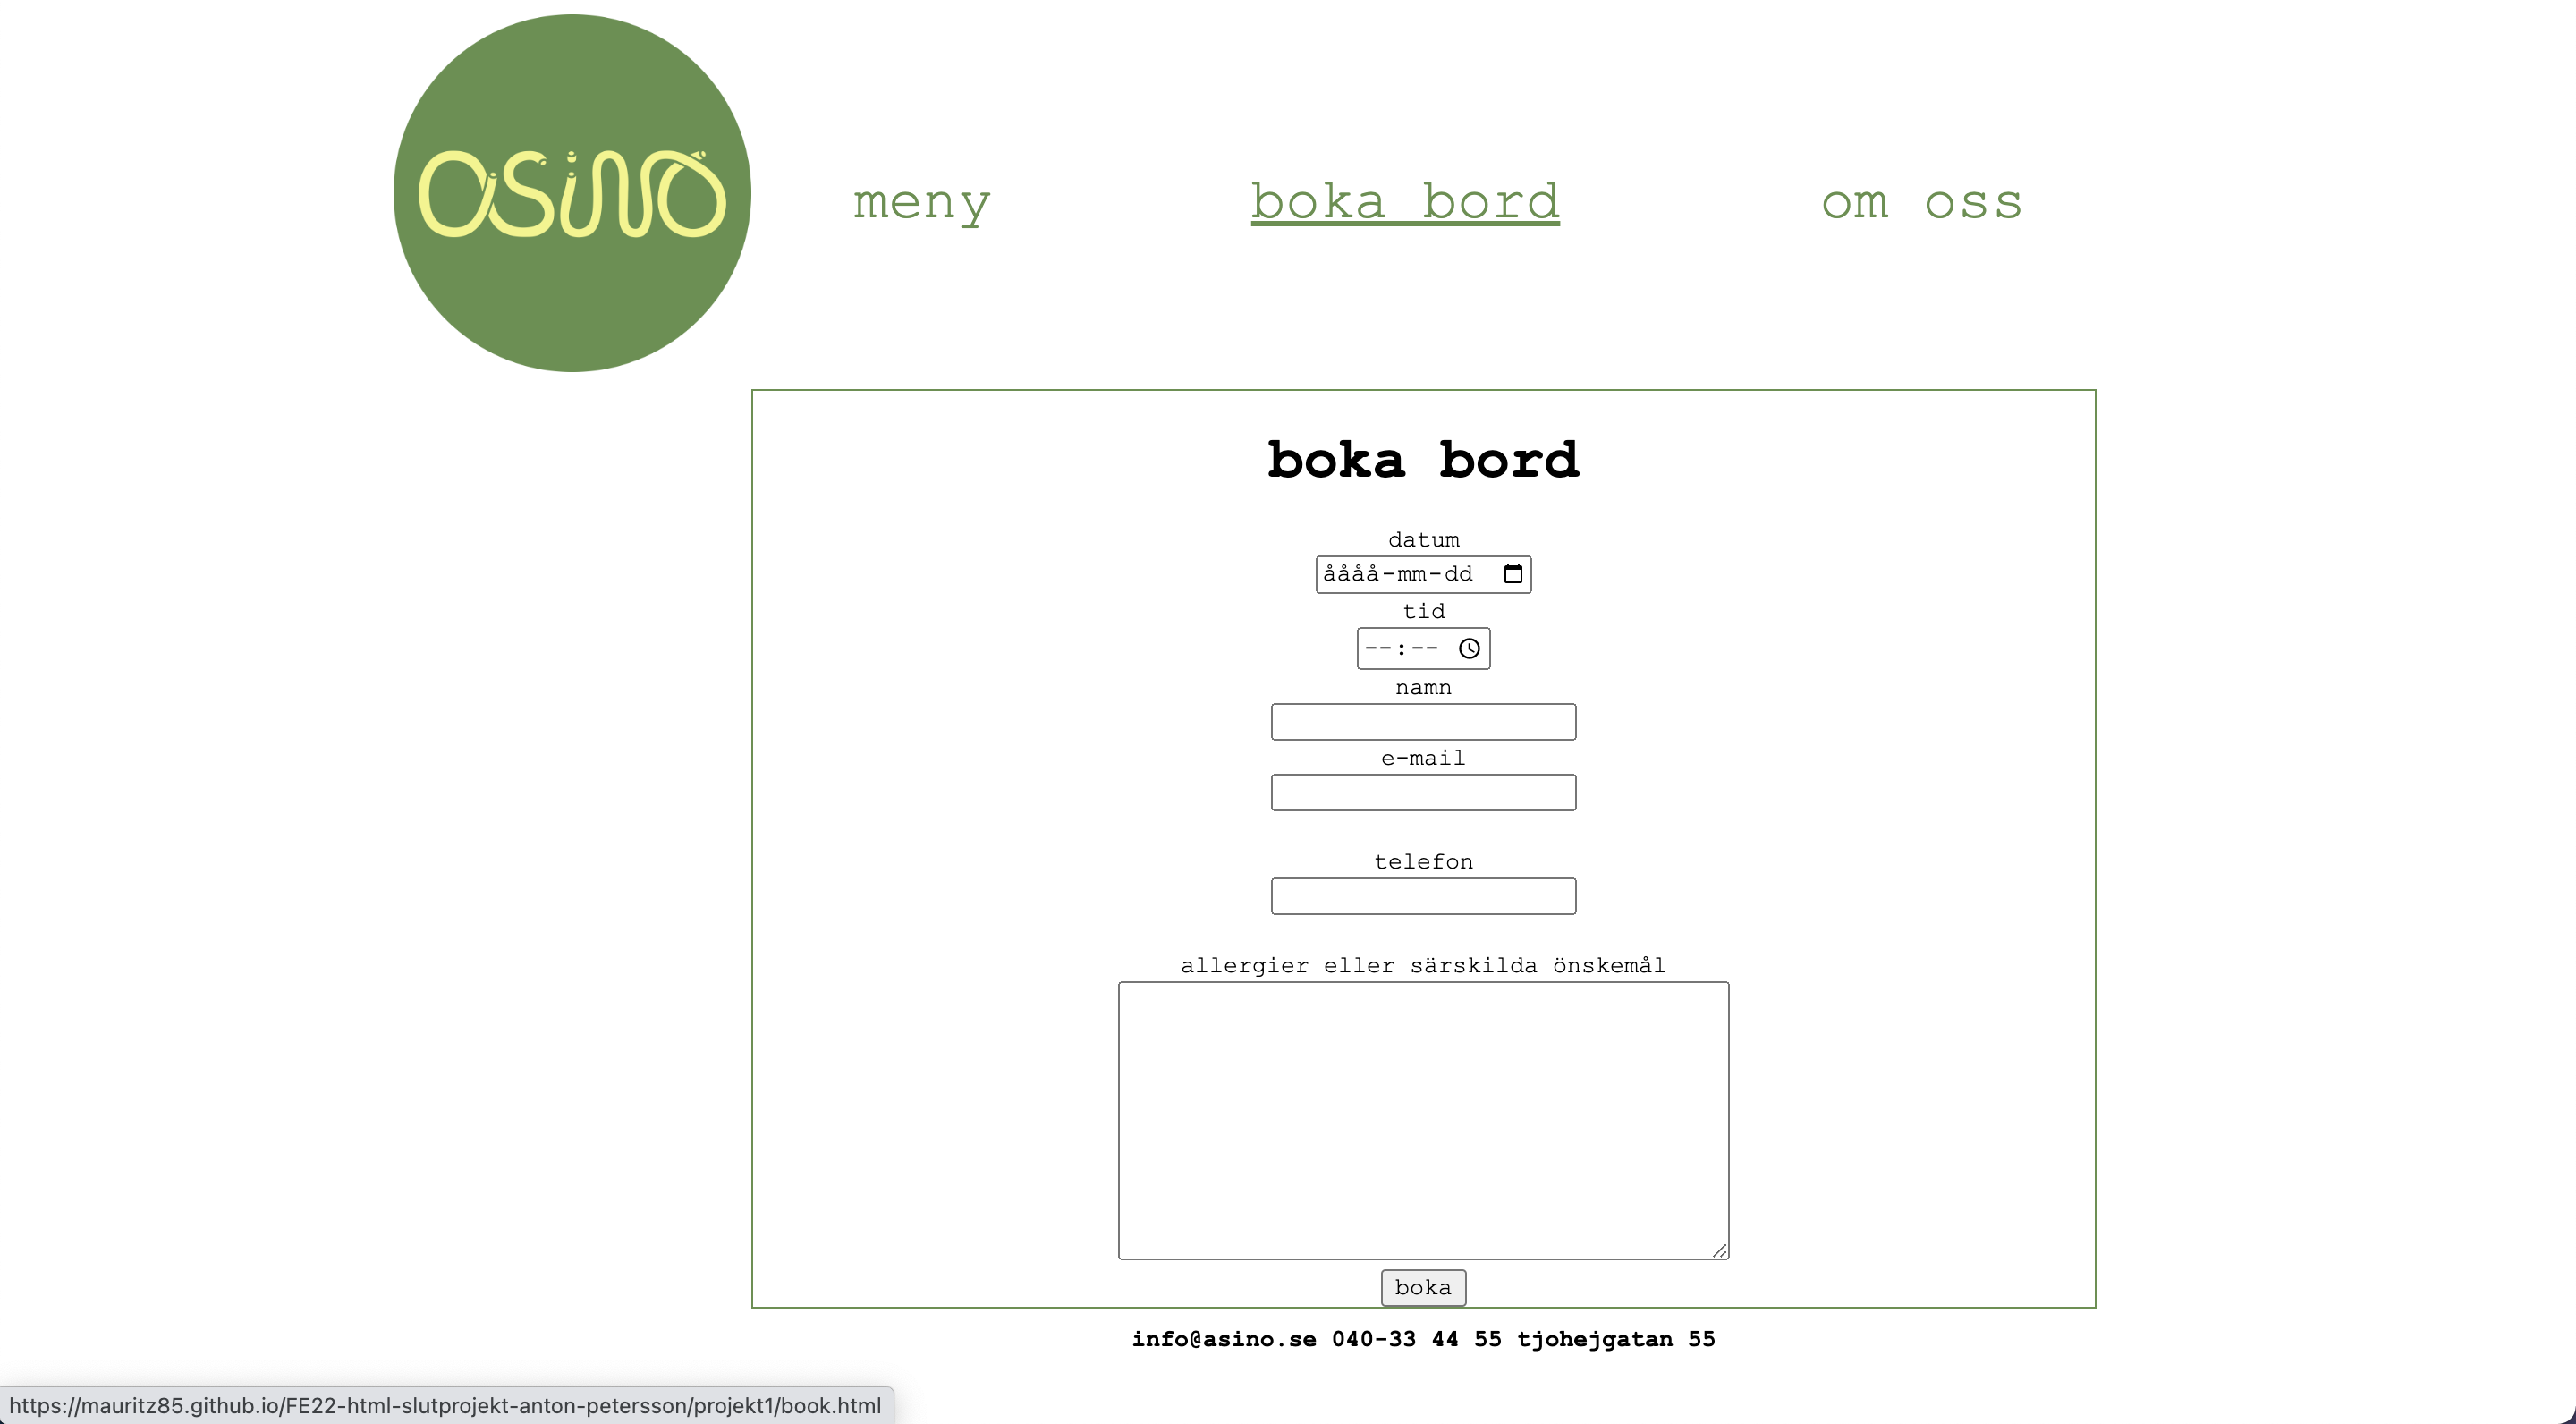 asino
meny boka bord om oss
boka bord
datum
åååå-mm-dd
tid
--:--
namn
e-mail
telefon
allergier eller särskilda önskemål
boka
info@asino.se 040-33 44 55 tjohejgatan 55
https://mauritz85.github.io/FE22-html-slutprojekt-anton-petersson/projekt1/book.html